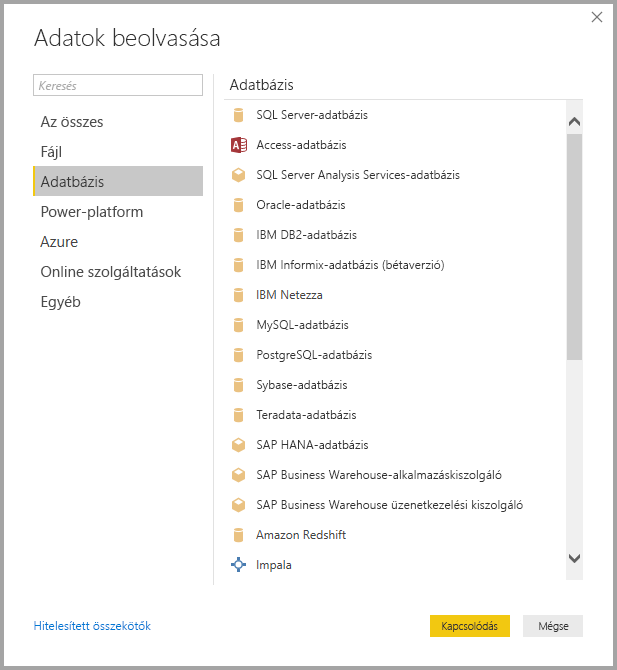 Adatok beolvasása
Keresés
Az összes
Fájl
Adatbázis
Power-platform
Azure
Online szolgáltatások
Egyéb
Adatbázis
SQL Server-adatbázis
A
Access-adatbázis
SQL Server Analysis Services-adatbázis
Oracle-adatbázis
IBM DB2-adatbázis
IBM Informix-adatbázis (bétaverzió)
IBM Netezza
MySQL-adatbázis
PostgreSQL-adatbázis
Sybase-adatbázis
Teradata-adatbázis
SAP HANA-adatbázis
SAP Business Warehouse-alkalmazáskiszolgáló
SAP Business Warehouse üzenetkezelési kiszolgáló
Amazon Redshift
Impala
Hitelesített összekötők
Kapcsolódás
Mégse